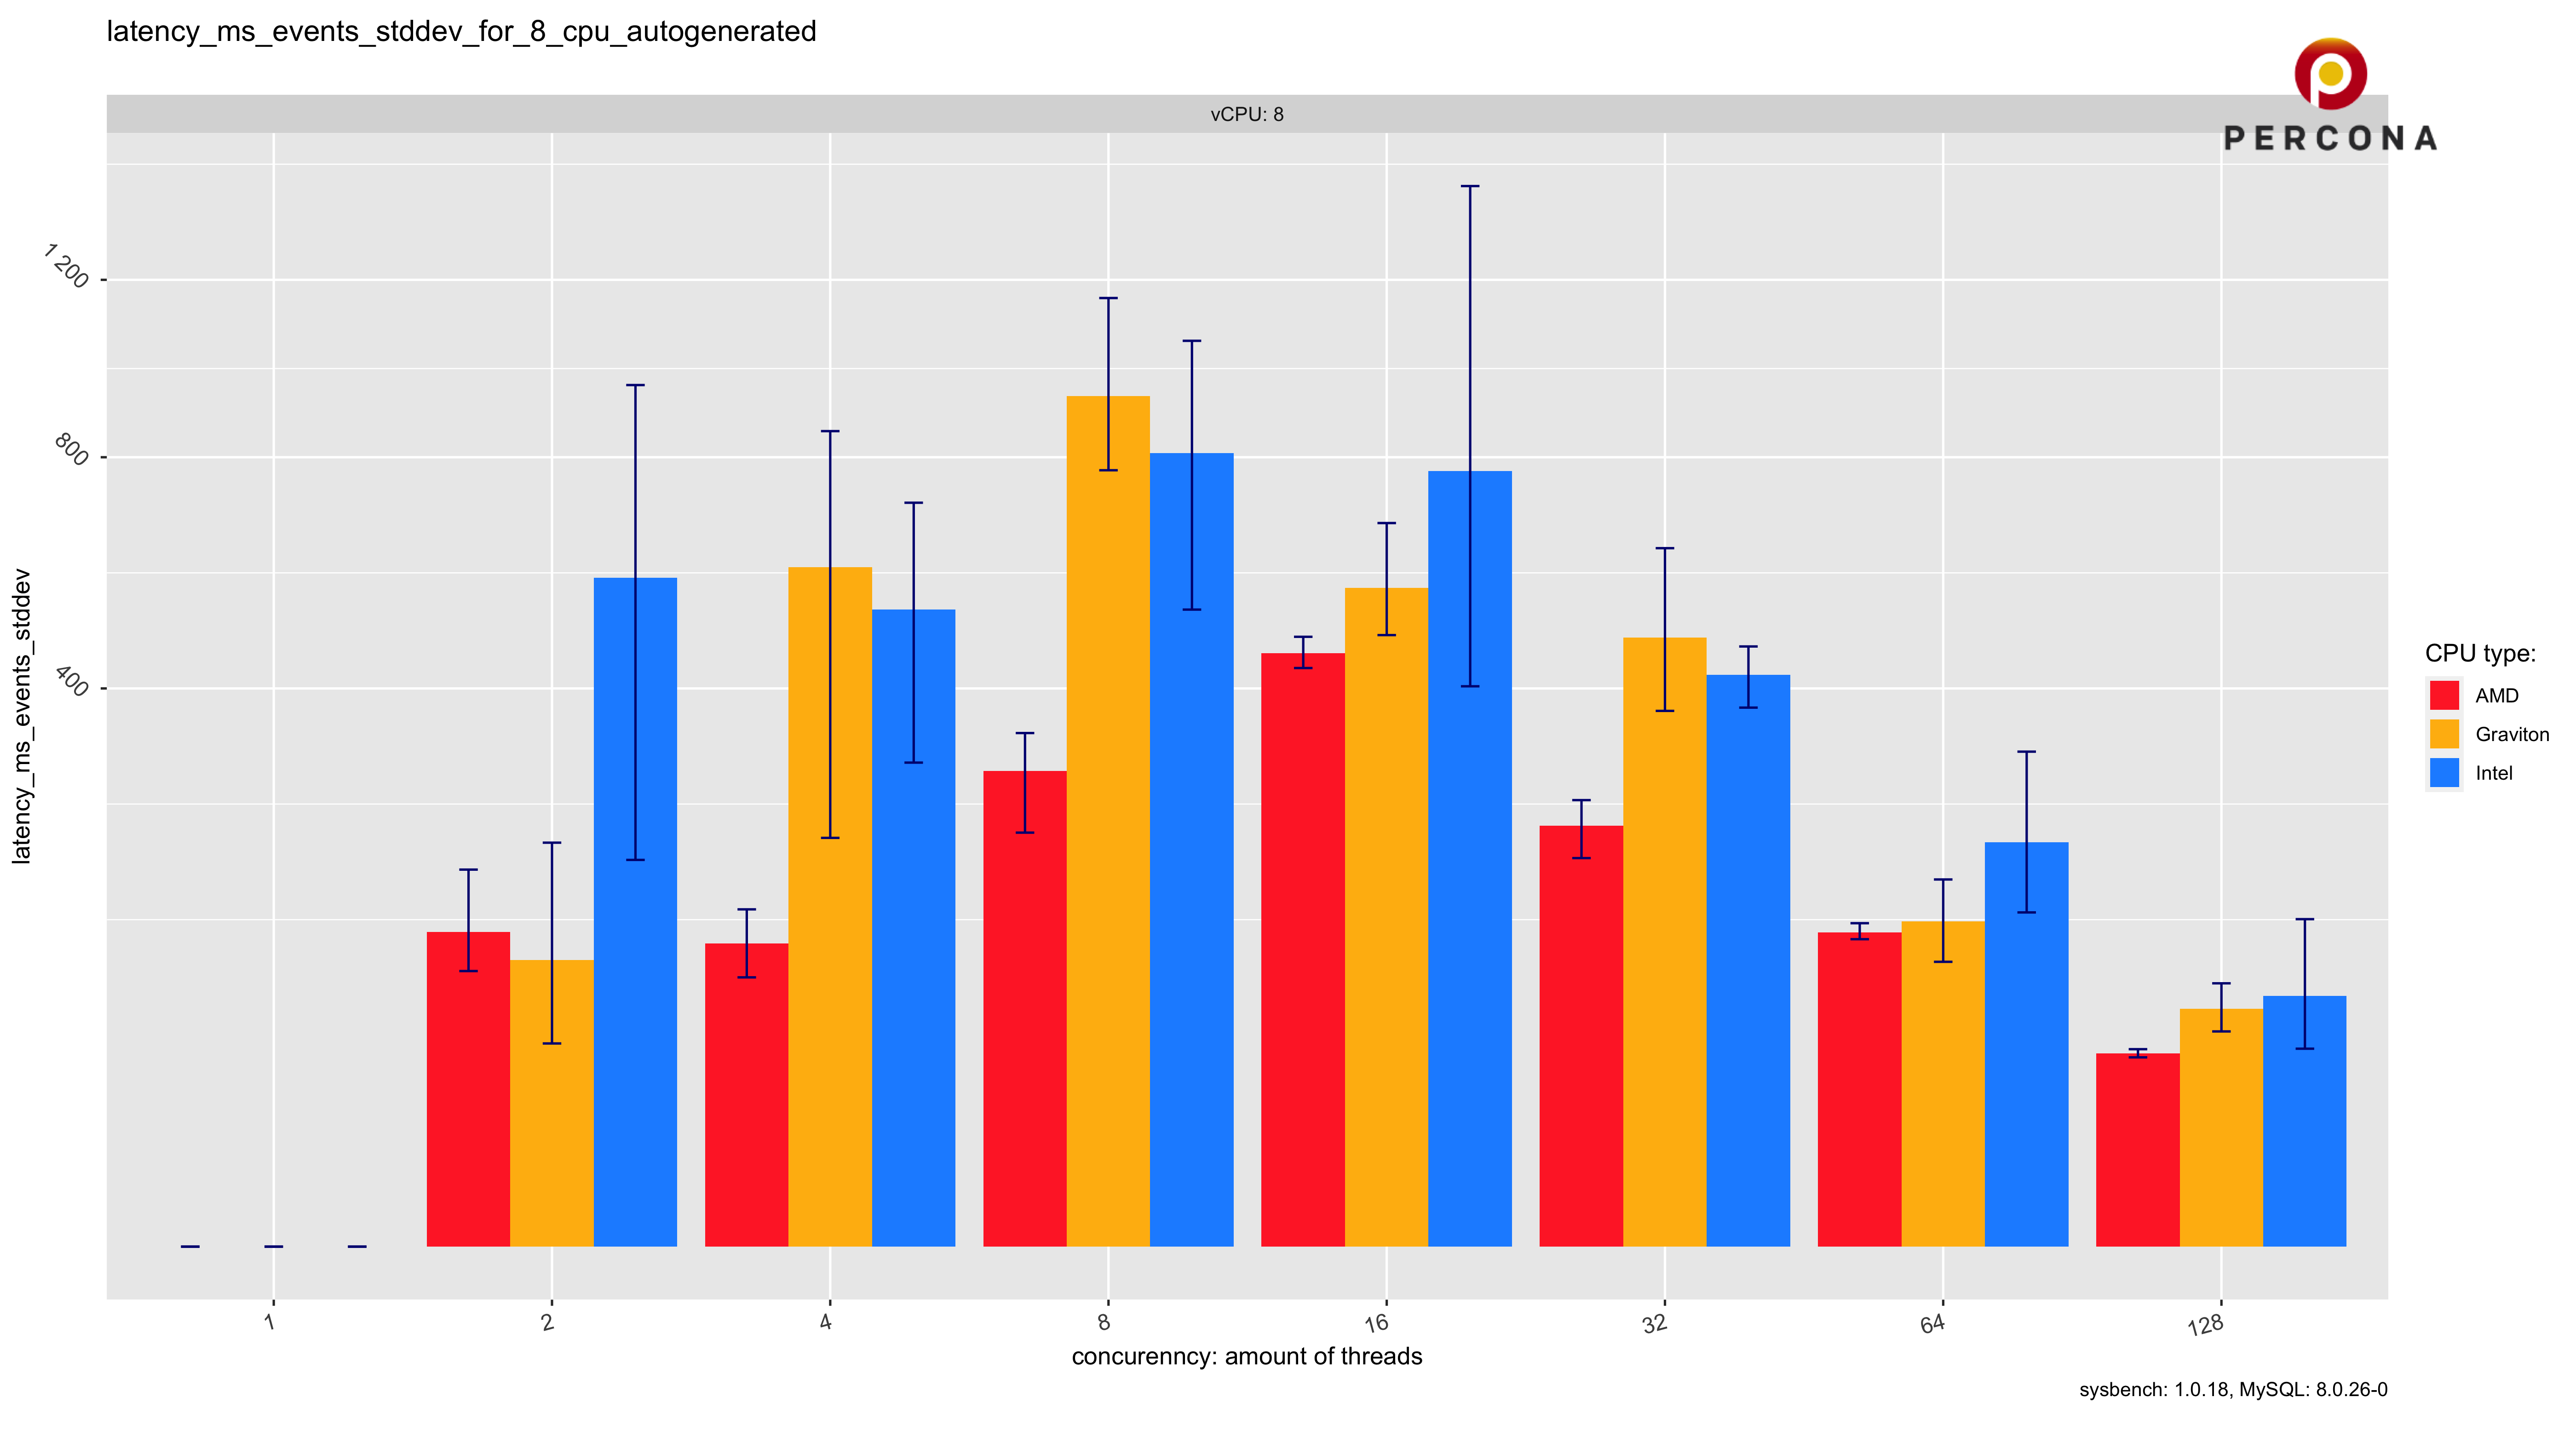 latency_ms_events_stddev_for_8_cpu_autogenerated
PERCONA
vCPU: 8
1 200
800
400
latency_ms_events_stddev
CPU type:
AMD
Graviton
Intel
1 2 4 8 16 32 64 128
concurenncy: amount of threads
sysbench: 1.0.18, MySQL: 8.0.26-0